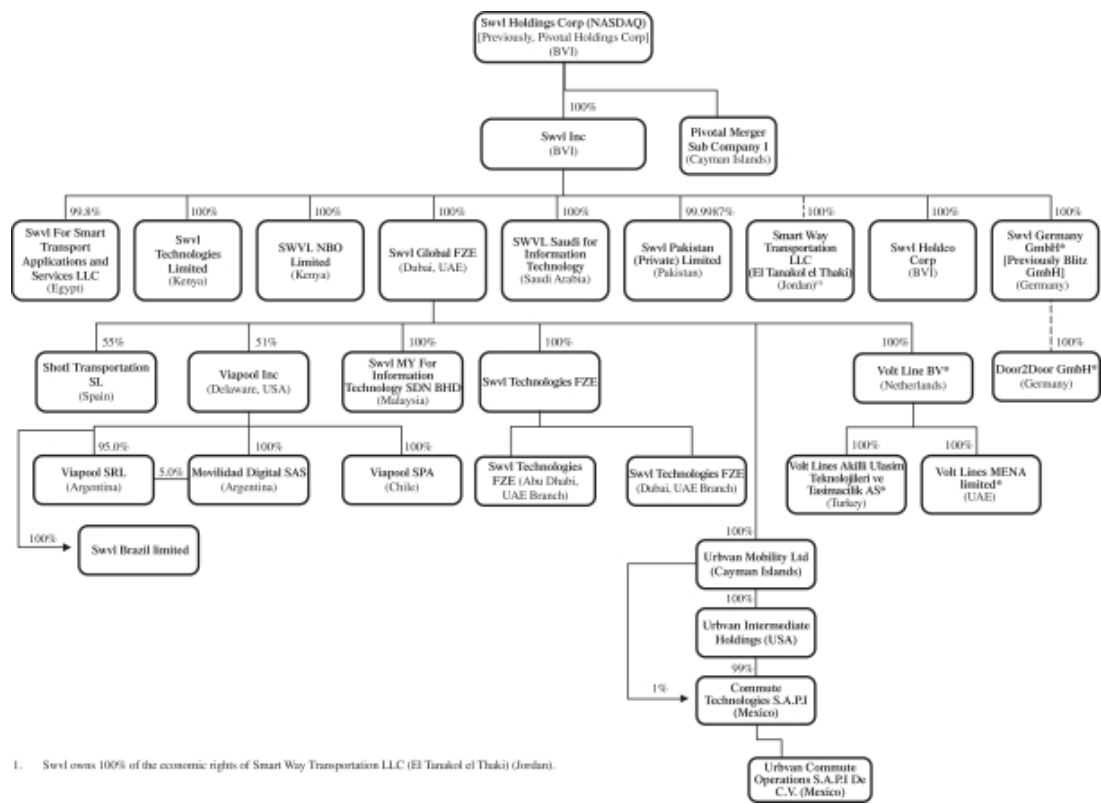 Swvl Holdings Corp (NASDAQ)
[Previously, Pivotal Holdings Corp]
(BVI)
100%
Swvl Inc
(BVI)
Pivotal Merger
Sub Company I
(Cayman Islands)
99.8%
Swvl For Smart
Transport
Applications and
Services LLC
(Egypt)
100%
Swvl
Technologies
Limited
(Kenya)
100%
SWVL NBO
Limited
(Kenya)
100%
Swvl Global FZE
(Dubai, UAE)
100%
SWVL Saudi for
Information
Technology
(Saudi Arabia)
99.9987%
Swvl Pakistan
(Private) Limited
(Pakistan)
100%
Smart Way
Transportation
LLC
(El Tanakol el Thaki)
(Jordan)(1)
100%
Swvl Holdco
Corp
(BVI)
100%
Swvl Germany
GmbH*
[Previously Blitz
GmbH]
(Germany)
55%
Shotl Transportation
SL
(Spain)
51%
Viapool Inc
(Delaware, USA)
100%
Swvl MY For
Information
Technology SDN BHD
(Malaysia)
100%
Swvl Technologies FZE
100%
Volt Line BV*
(Netherlands)
100%
Door2Door GmbH*
(Germany)
95.0%
Viapool SRL
(Argentina)
5.0%
100%
Movilidad Digital SAS
(Argentina)
100%
Viapool SPA
(Chile)
Swvl Technologies
FZE (Abu Dhabi,
UAE Branch)
Swvl Technologies FZE
(Dubai, UAE Branch)
100%
Volt Lines Akilli Ulasim
Teknolojileri ve
Tasimacilik AS*
(Turkey)
100%
Volt Lines MENA
limited*
(UAE)
100%
Swvl Brazil limited
100%
Urbvan Mobility Ltd
(Cayman Islands)
100%
Urbvan Intermediate
Holdings (USA)
99%
1%
Commute
Technologies S.A.P.I
(Mexico)
Urbvan Commute
Operations S.A.P.I De
C.V. (Mexico)
1. Swvl owns 100% of the economic rights of Smart Way Transportation LLC (El Tanakol el Thaki) (Jordan).